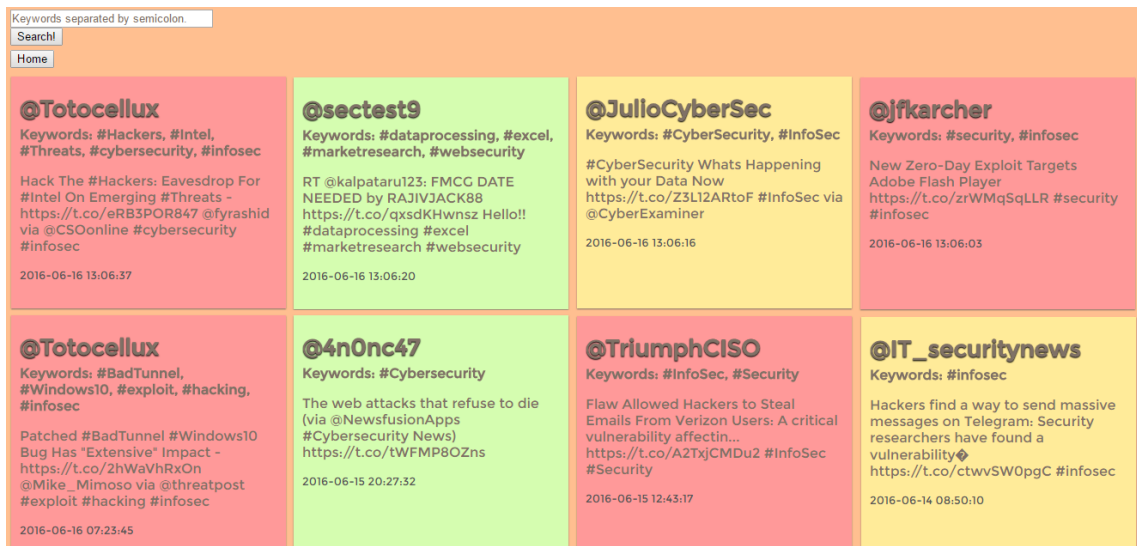 Keywords separated by semicolon.
Search!
Home
@Totocellux
Keywords: #Hackers, #Intel,
#Threats, #cybersecurity, #infosec
Hack The #Hackers: Eavesdrop For
#Intel On Emerging #Threats -
https://t.co/eRB3POR847 @fyrashid
via @CSOonline #cybersecurity
#infosec
2016-06-16 13:06:37
@sectest9
Keywords: #dataprocessing, #excel,
#marketresearch, #websecurity
RT @kalpataru123: FMCG DATE
NEEDED by RAJIVJACK88
https://t.co/qxsdKHwnsz Hello!!
#dataprocessing #excel
#marketresearch #websecurity
2016-06-16 13:06:20
@JulioCyberSec
Keywords: #CyberSecurity, #InfoSec
#CyberSecurity Whats Happening
with your Data Now
https://t.co/Z3L12ARtoF #InfoSec via
@CyberExaminer
2016-06-16 13:06:16
@jfkarcher
Keywords: #security, #infosec
New Zero-Day Exploit Targets
Adobe Flash Player
https://t.co/zrWMqSqLLR #security
#infosec
2016-06-16 13:06:03
@Totocellux
Keywords: #BadTunnel,
#Windows10, #exploit, #hacking,
#infosec
Patched #BadTunnel #Windows10
Bug Has "Extensive" Impact -
https://t.co/2hWaVhRxOn
@Mike_Mimoso via @threatpost
#exploit #hacking #infosec
2016-06-16 07:23:45
@4n0nc47
Keywords: #Cybersecurity
The web attacks that refuse to die
(via @NewsfusionApps
#Cybersecurity News)
https://t.co/tWFMP8OZns
2016-06-15 20:27:32
@TriumphCISO
Keywords: #InfoSec, #Security
Flaw Allowed Hackers to Steal
Emails From Verizon Users: A critical
vulnerability affectin...
https://t.co/A2TxjCMDu2 #InfoSec
#Security
2016-06-15 12:43:17
@IT_securitynews
Keywords: #infosec
Hackers find a way to send massive
messages on Telegram: Security
researchers have found a
vulnerability�
https://t.co/ctwvSW0pgC #infosec
2016-06-14 08:50:10